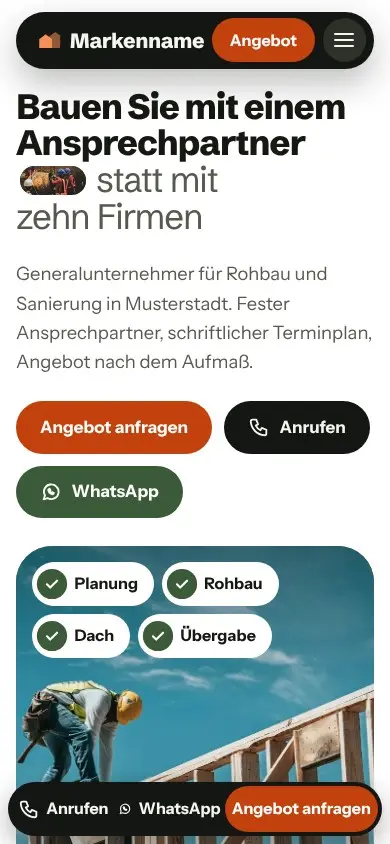 Markenname
Angebot
Bauen Sie mit einem
Ansprechpartner
statt mit
zehn Firmen
Generalunternehmer für Rohbau und
Sanierung in Musterstadt. Fester
Ansprechpartner, schriftlicher Terminplan,
Angebot nach dem Aufmaß.
Angebot anfragen
Anrufen
WhatsApp
Planung
Rohbau
Dach
Übergabe
Anrufen
WhatsApp
Angebot anfragen